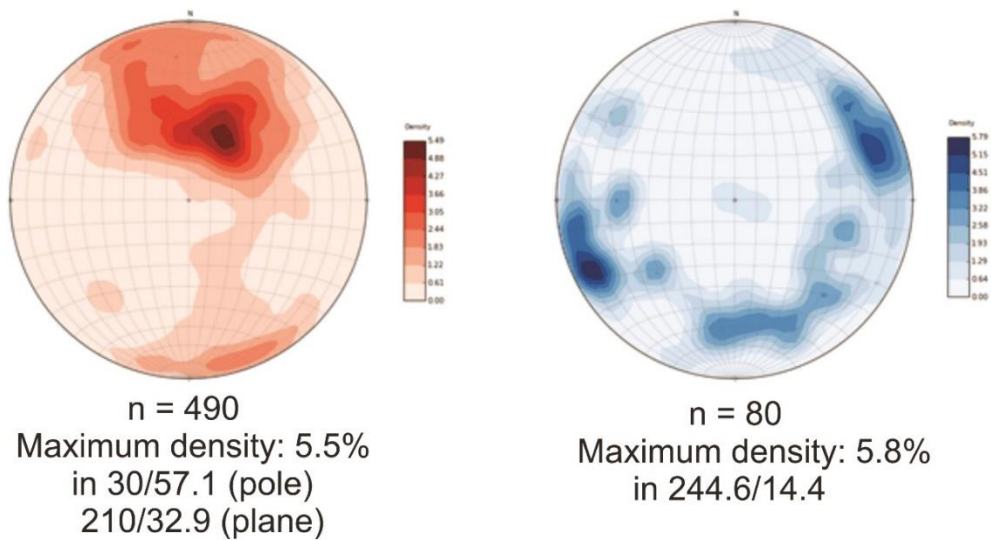 N
Density
5.49
4.88
4.27
3.66
3.05
2.44
1.83
1.22
0.61
0.00
n = 490
Maximum density: 5.5%
in 30/57.1 (pole)
210/32.9 (plane)
N
Density
5.79
5.15
4.51
3.86
3.22
2.58
1.93
1.29
0.64
0.00
n = 80
Maximum density: 5.8%
in 244.6/14.4